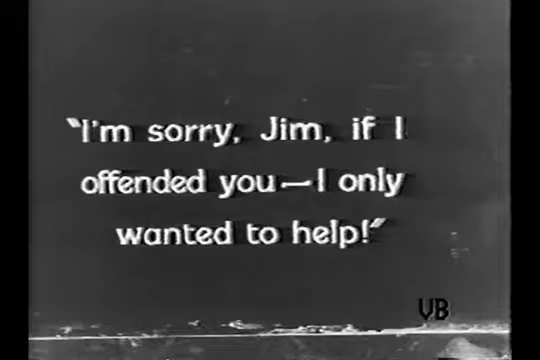 “I'm sorry, Jim, if I
offended you—I only
wanted to help!”
VB